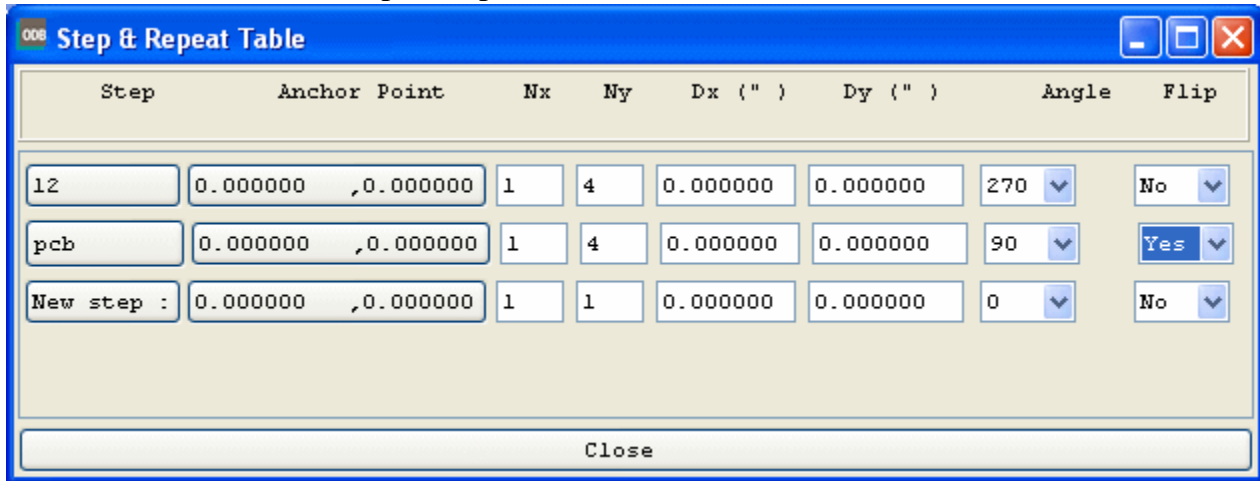 ODB Step & Repeat Table
Step Anchor Point Nx Ny Dx (" ) Dy (" ) Angle Flip
12 0.000000 ,0.000000 1 4 0.000000 0.000000 270 No
pcb 0.000000 ,0.000000 1 4 0.000000 0.000000 90 Yes
New step : 0.000000 ,0.000000 1 1 0.000000 0.000000 0 No
Close